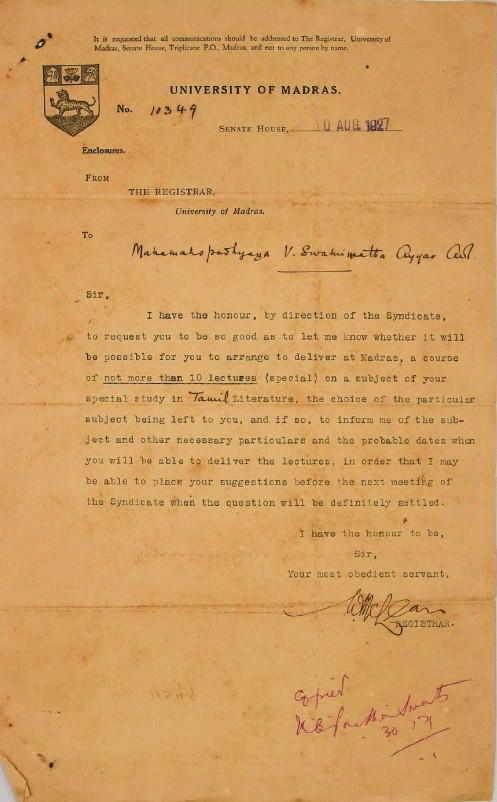 It is requested that all communications should be addressed to The Registrar, University of
Madras, Senate House, Triplicane P.O., Madras, and not to any person by name.
UNIVERSITY OF MADRAS.
No. 10349
SENATE HOUSE, 10 AUG. 1927
Enclosures.
FROM
THE REGISTRAR,
University of Madras.
To
Mahamahopadhyaya V. Swaminatha Ayyar Avl.
Sir,
I have the honour, by direction of the Syndicate,
to request you to be so good as to let me know whether it will
be possible for you to arrange to deliver at Madras, a course
of not more than 10 lectures (special) on a subject of your
special study in Tamil Literature, the choice of the particular
subject being left to you, and if so, to inform me of the sub-
ject and other necessary particulars and the probable dates when
you will be able to deliver the lectures, in order that I may
be able to place your suggestions before the next meeting of
the Syndicate when the question will be definitely settled.
I have the honour to be,
Sir,
Your most obedient servant,
REGISTRAR.
Copied